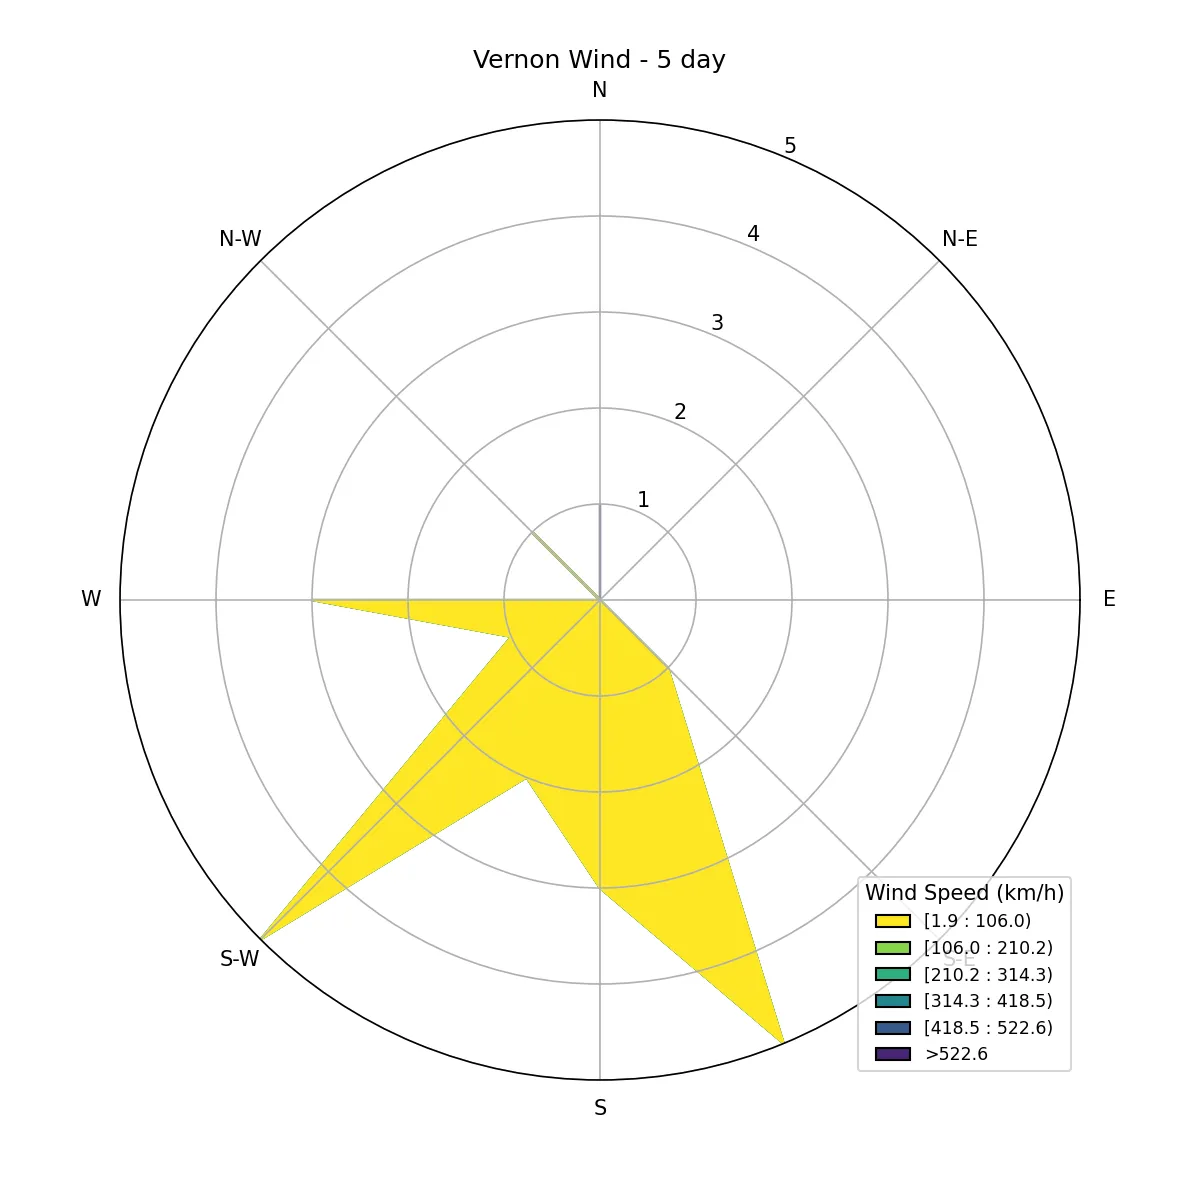 Vernon Wind - 5 day
N
5
N-W
N-E
4
3
2
1
W
E
S-W
S-E
S
Wind Speed (km/h)
[1.9 : 106.0)
[106.0 : 210.2)
[210.2 : 314.3)
[314.3 : 418.5)
[418.5 : 522.6)
>522.6